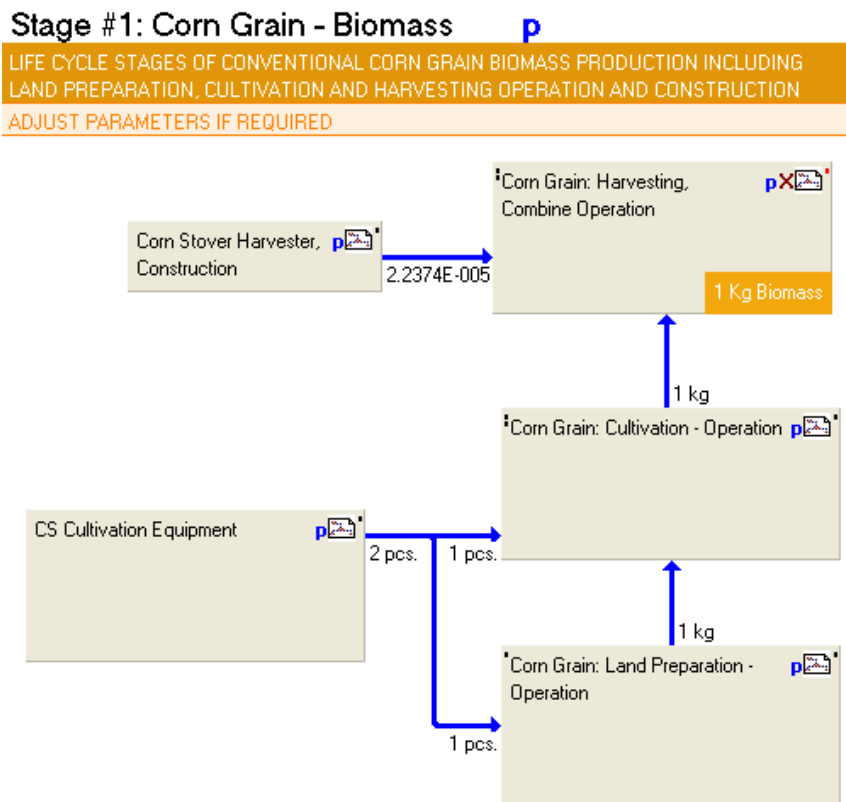 Stage #1: Corn Grain - Biomass p
LIFE CYCLE STAGES OF CONVENTIONAL CORN GRAIN BIOMASS PRODUCTION INCLUDING
LAND PREPARATION, CULTIVATION AND HARVESTING OPERATION AND CONSTRUCTION
ADJUST PARAMETERS IF REQUIRED
Corn Grain: Harvesting, pX
Combine Operation
Corn Stover Harvester, p
Construction
2.2374E-005
1 Kg Biomass
1 kg
Corn Grain: Cultivation - Operation p
CS Cultivation Equipment p
2 pcs. 1 pcs.
1 kg
Corn Grain: Land Preparation - p
Operation
1 pcs.